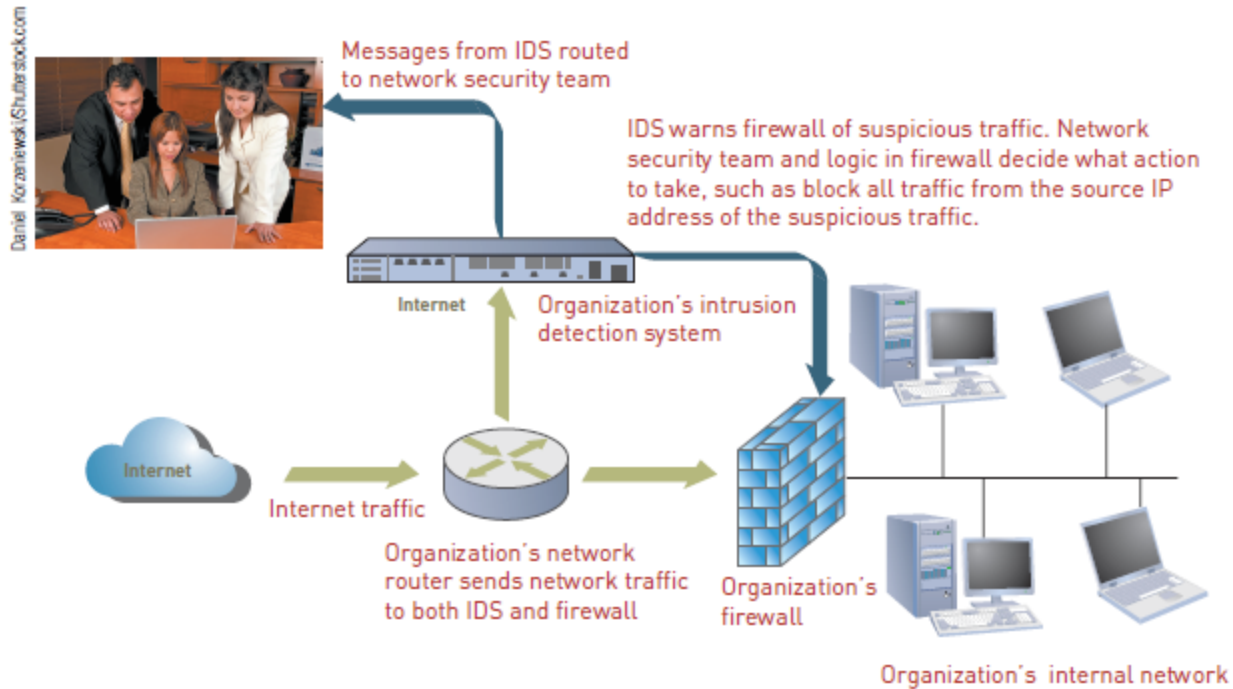 Daniel Korzeniewski/Shutterstock.com
Messages from IDS routed
to network security team
IDS warns firewall of suspicious traffic. Network
security team and logic in firewall decide what action
to take, such as block all traffic from the source IP
address of the suspicious traffic.
Internet
Organization's intrusion
detection system
Internet
Internet traffic
Organization's network
router sends network traffic
to both IDS and firewall
Organization's
firewall
Organization's internal network